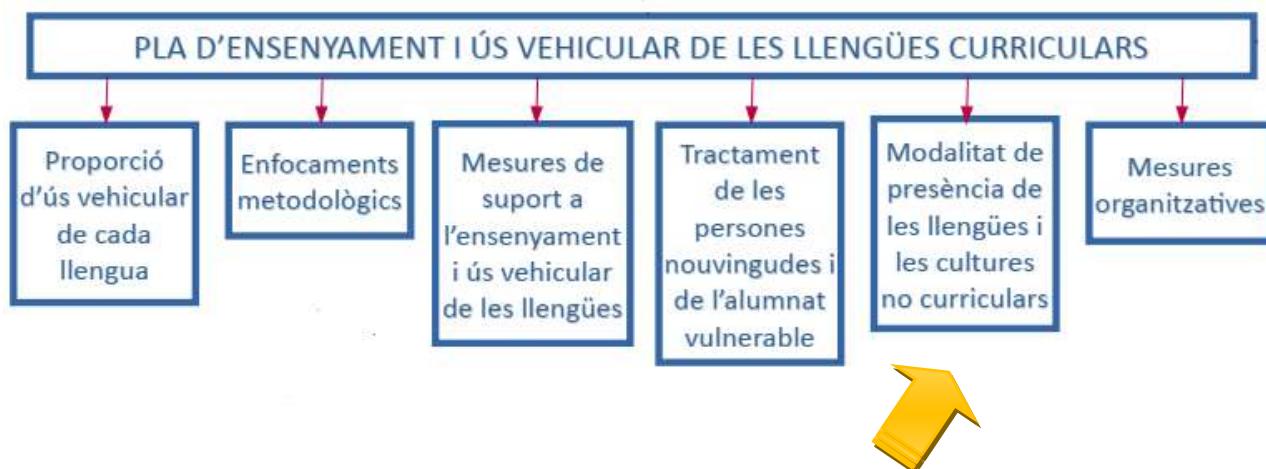 PLA D'ENSENYAMENT I ÚS VEHICULAR DE LES LLENGÜES CURRICULARS
Proporció
d'ús vehicular
de cada
llengua
Enfocaments
metodològics
Mesures de
suport a
l'ensenyament
i ús vehicular
de les llengües
Tractament
de les
persones
nouvingudes i
de l'alumnat
vulnerable
Modalitat de
presència de
les llengües i
les cultures
no curriculars
Mesures
organitzatives